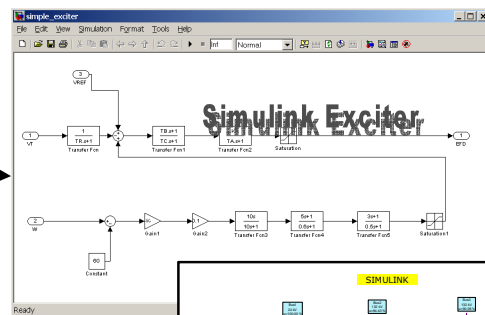 simple_exciter
File Edit View Simulation Format Tools Help
Inf
Normal
3
VREF
Simulink Exciter
1
VT
1
TR.s+1
Transfer Fcn
TB.s+1
TC.s+1
Transfer Fcn1
TA.s+1
Transfer Fcn2
Saturation
1
EFD
2
W
60
Constant
Gain1
0.1
Gain2
10s
10s+1
Transfer Fcn3
5s+1
0.6s+1
Transfer Fcn4
3s+1
0.5s+1
Transfer Fcn5
Saturation1
SIMULINK
Ready